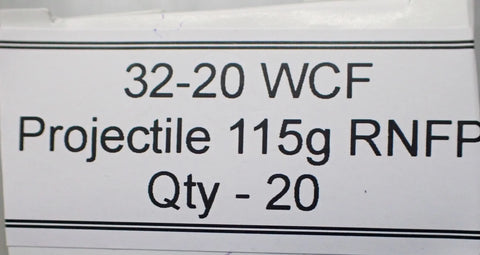 32-20 WCF
Projectile 115g RNFP
Qty - 20